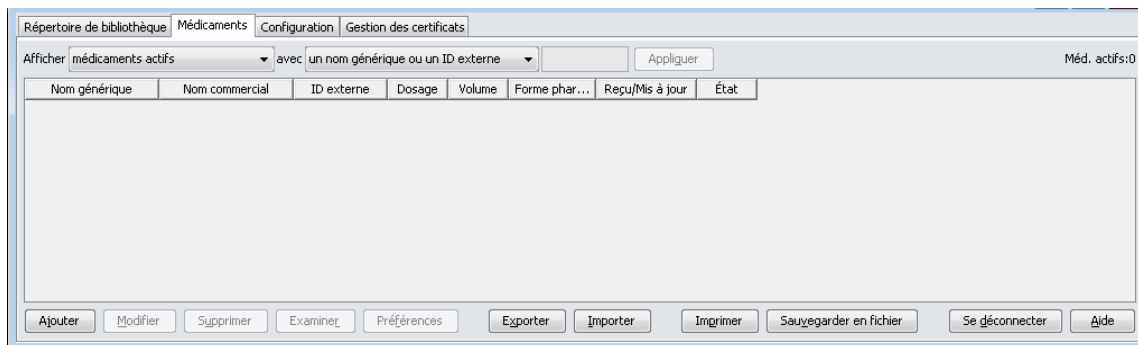 Répertoire de bibliothèque Médicaments Configuration Gestion des certificats
Afficher médicaments actifs avec un nom générique ou un ID externe Appliquer Méd. actifs:0
Nom générique Nom commercial ID externe Dosage Volume Forme phar... Reçu/Mis à jour État
Ajouter Modifier Supprimer Examiner Préférences Exporter Importer Imprimer Sauvegarder en fichier Se déconnecter Aide